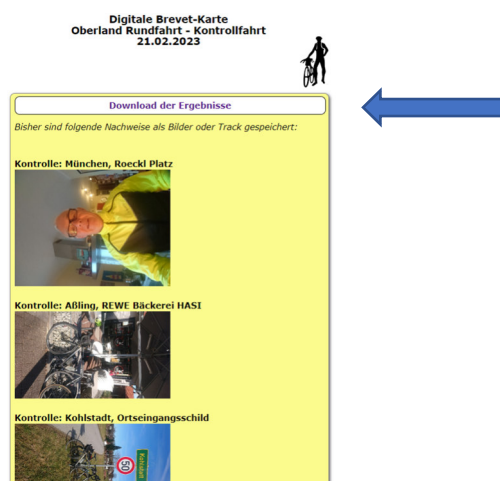 Digitale Brevet-Karte
Oberland Rundfahrt - Kontrollfahrt
21.02.2023
Download der Ergebnisse
Bisher sind folgende Nachweise als Bilder oder Track gespeichert:
Kontrolle: München, Roeckl Platz
Kontrolle: Aßling, REWE Bäckerei HASI
Kontrolle: Kohlstadt, Ortseingangsschild
50